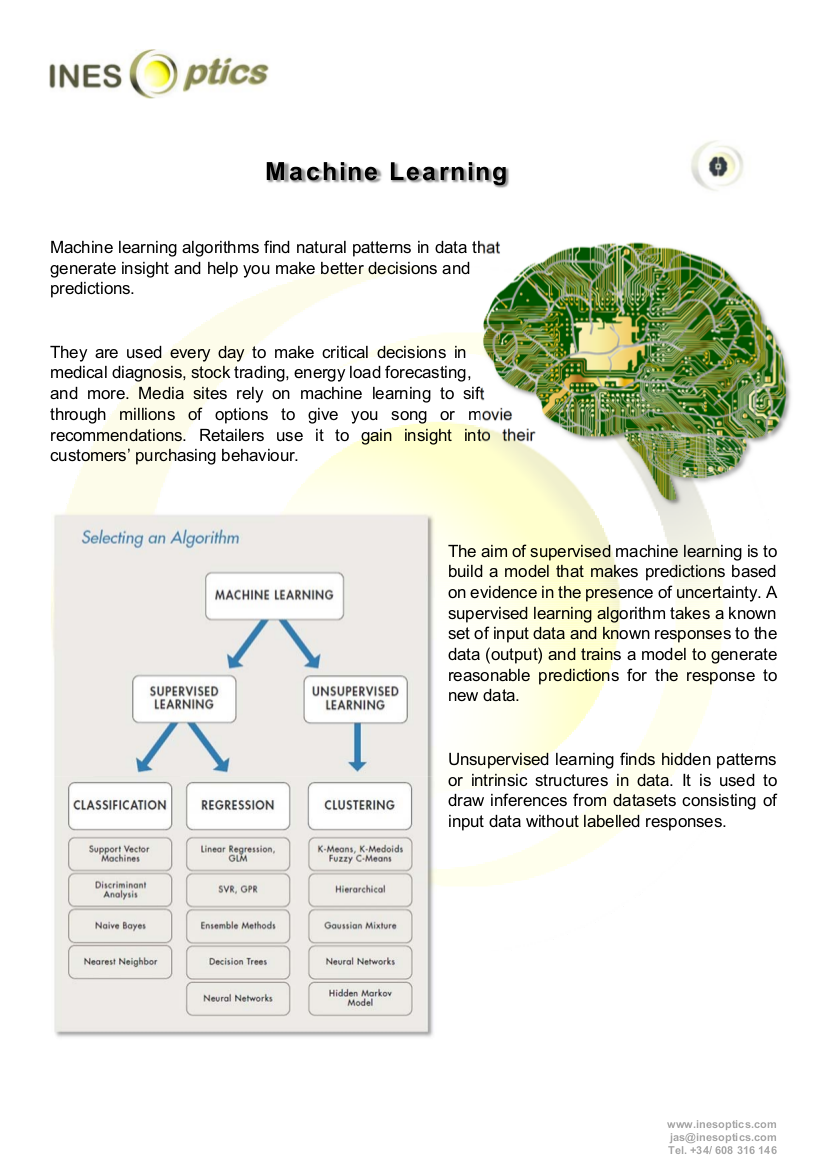 INES Optics
Machine Learning
Machine learning algorithms find natural patterns in data that
generate insight and help you make better decisions and
predictions.
They are used every day to make critical decisions in
medical diagnosis, stock trading, energy load forecasting,
and more. Media sites rely on machine learning to sift
through millions of options to give you song or movie
recommendations. Retailers use it to gain insight into their
customers’ purchasing behaviour.
Selecting an Algorithm
MACHINE LEARNING
SUPERVISED
LEARNING
UNSUPERVISED
LEARNING
CLASSIFICATION
REGRESSION
CLUSTERING
Support Vector
Machines
Linear Regression,
GLM
K-Means, K-Medoids
Fuzzy C-Means
Discriminant
Analysis
SVR, GPR
Hierarchical
Naive Bayes
Ensemble Methods
Gaussian Mixture
Nearest Neighbor
Decision Trees
Neural Networks
Neural Networks
Hidden Markov
Model
The aim of supervised machine learning is to
build a model that makes predictions based
on evidence in the presence of uncertainty. A
supervised learning algorithm takes a known
set of input data and known responses to the
data (output) and trains a model to generate
reasonable predictions for the response to
new data.
Unsupervised learning finds hidden patterns
or intrinsic structures in data. It is used to
draw inferences from datasets consisting of
input data without labelled responses.
www.inesoptics.com
jas@inesoptics.com
Tel. +34/ 608 316 146